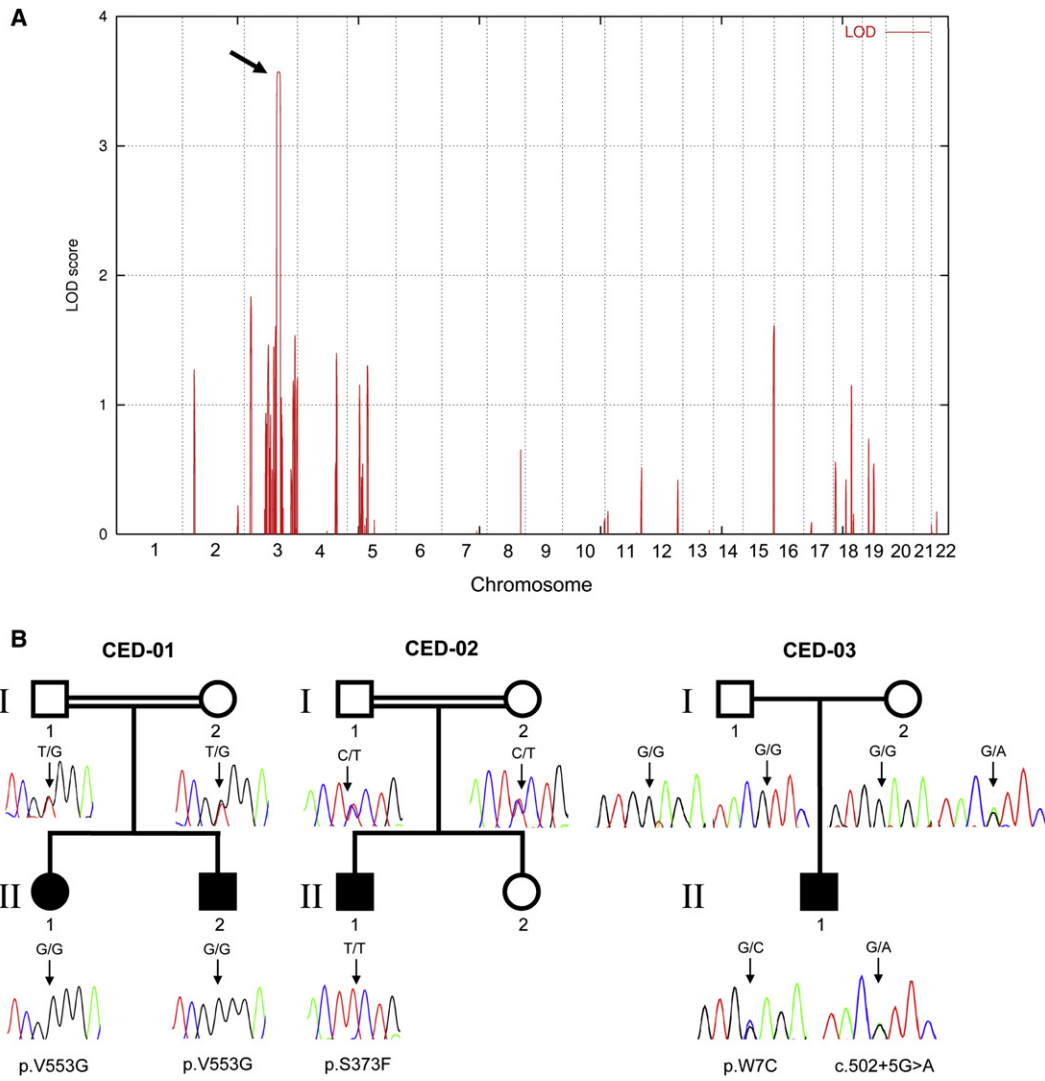 A
LOD
4
3
2
1
0
LOD score
1 2 3 4 5 6 7 8 9 10 11 12 13 14 15 16 17 18 19 20 21 22
Chromosome
B
CED-01 CED-02 CED-03
I I I
1 2 1 2 1 2
T/G T/G C/T C/T G/G G/G G/G G/A
II II II
1 2 1 2 1
G/G G/G T/T G/C G/A
p.V553G p.V553G p.S373F p.W7C c.502+5G>A